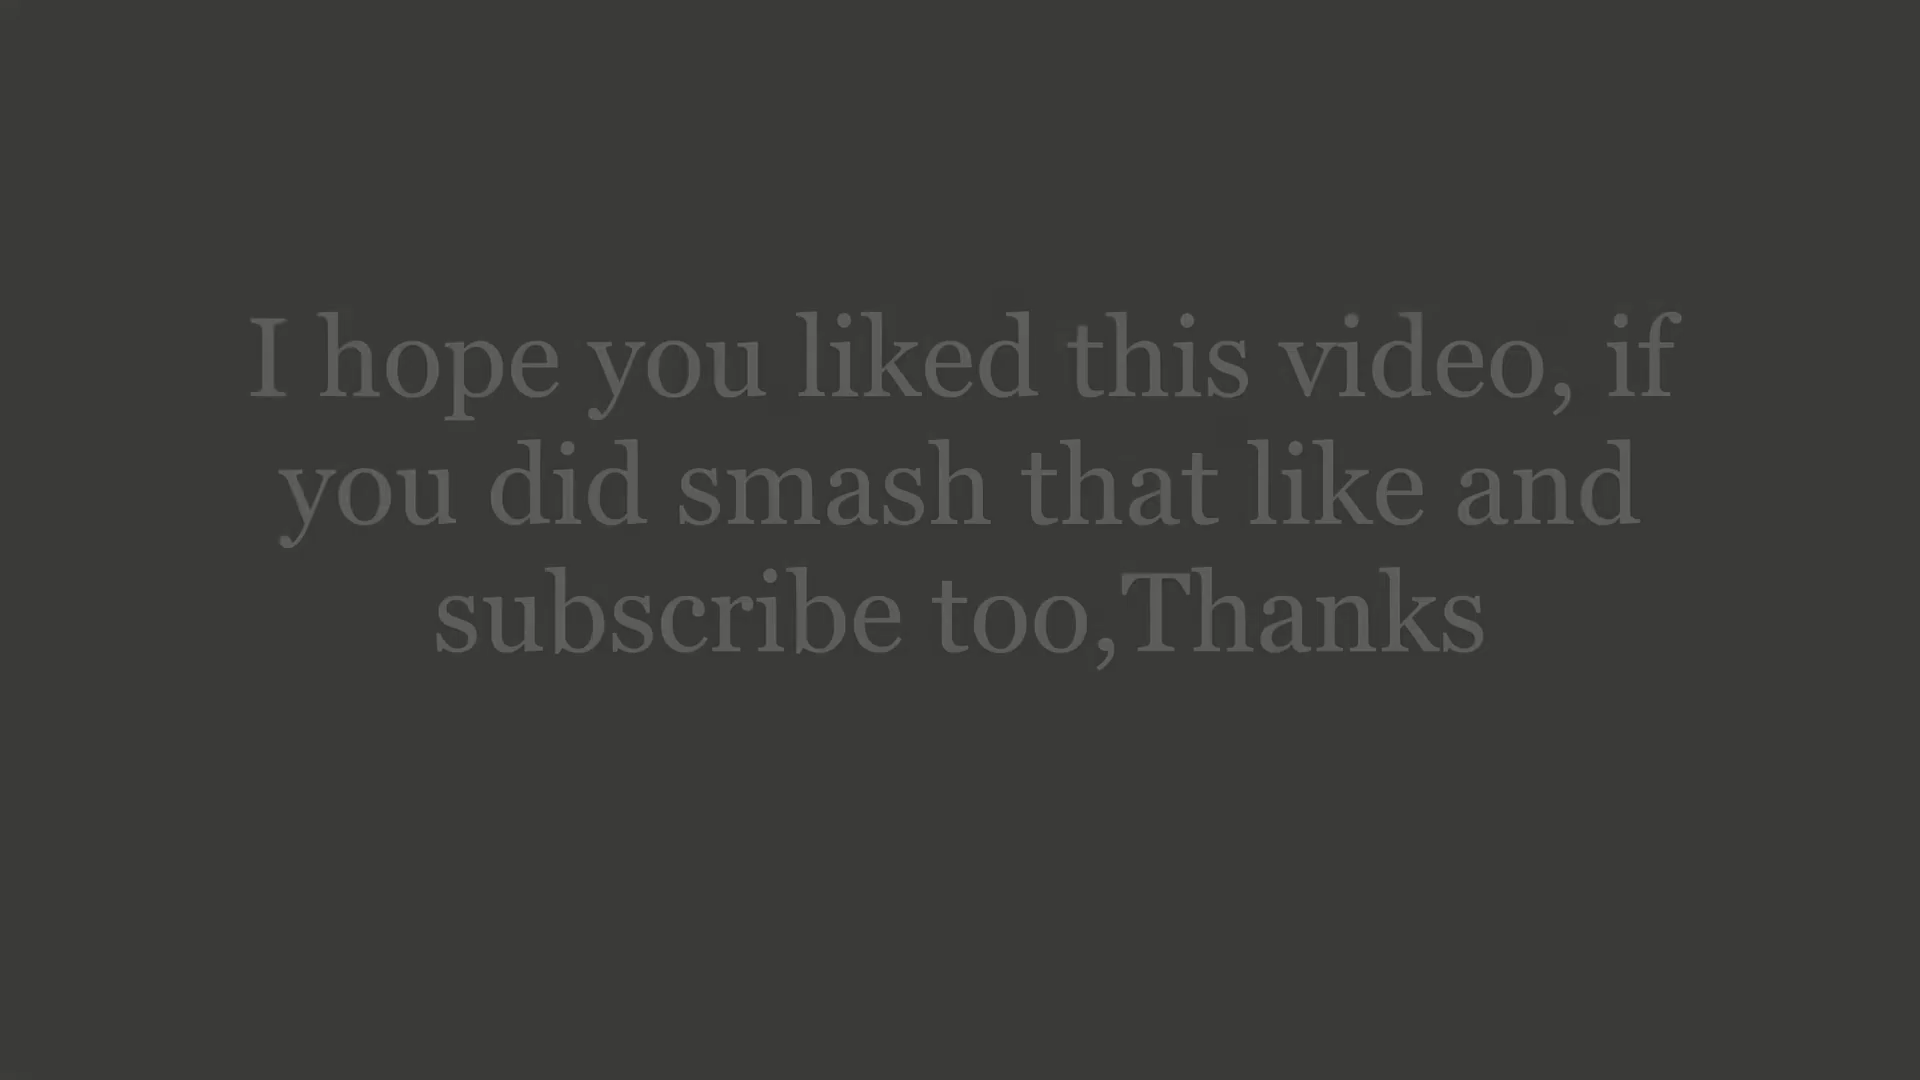 I hope you liked this video, if
you did smash that like and
subscribe too,Thanks